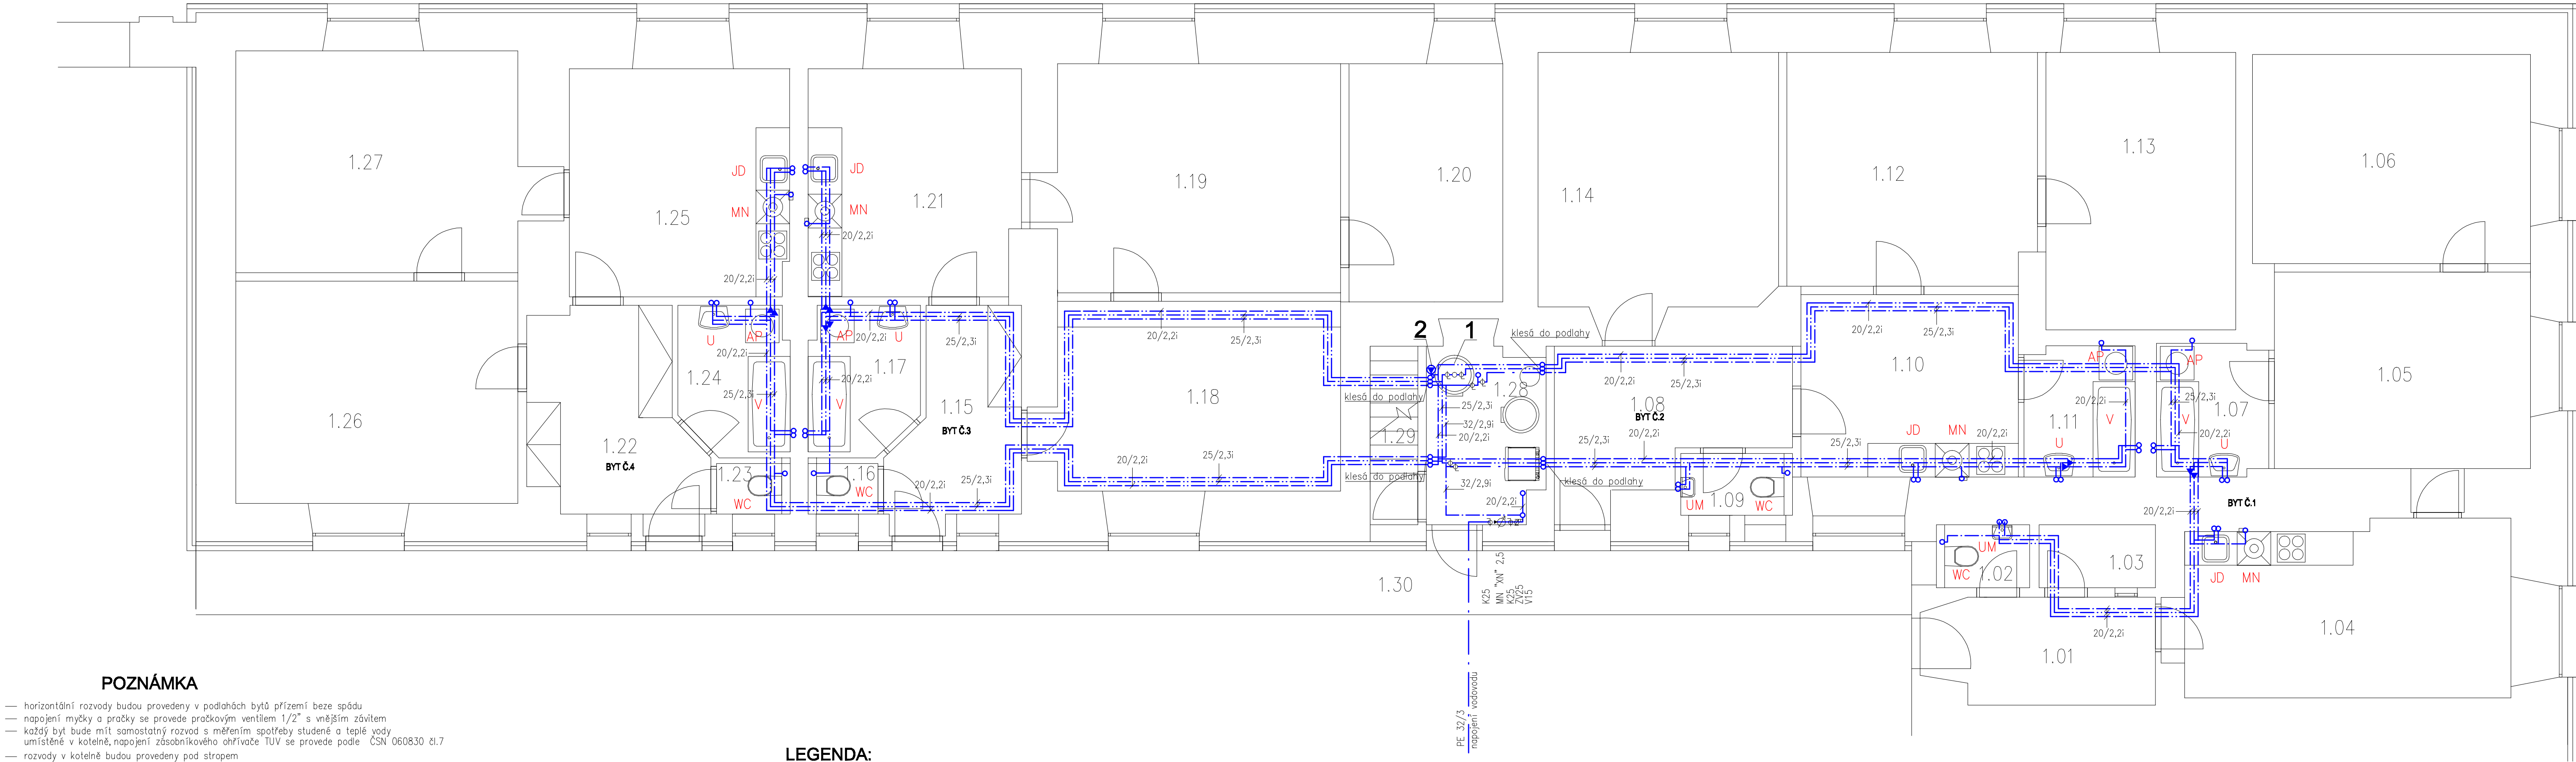 1.27
1.25
JD
MN
20/2,2i
JD
MN
20/2,2i
1.21
1.19
1.20
1.14
1.12
1.13
1.06
1.26
1.22
BYT Č.4
1.24
U
AP
20/2,2i
25/2,3i
V
1.23
WC
AP
20/2,2i
U
25/2,3i
1.17
20/2,2i
V
1.15
BYT Č.3
1.16
WC
20/2,2i
25/2,3i
20/2,2i
25/2,3i
1.18
20/2,2i
25/2,3i
2
1
klesá do podlahy
klesá do podlahy
klesá do podlahy
klesá do podlahy
1.28
1.29
25/2,3i
32/2,9i
20/2,2i
32/2,9i
20/2,2i
20/2,2i
25/2,3i
1.08
BYT Č.2
25/2,3i
20/2,2i
UM
1.09
WC
20/2,2i
25/2,3i
1.10
25/2,3i
JD
MN
20/2,2i
AP
20/2,2i
V
1.11
U
AP
25/2,3i
V
1.07
20/2,2i
U
1.05
20/2,2i
BYT Č.1
UM
WC
1.02
1.03
JD
MN
20/2,2i
1.01
1.04
1.30
K25
MN "XN" 2,5
K25
ZV25
V15
PE 32/3
napojení vodovodu
POZNÁMKA
— horizontální rozvody budou provedeny v podlahách bytů přízemí beze spádu
— napojení myčky a pračky se provede pračkovým ventilem 1/2" s vnějším závitem
— každý byt bude mít samostatný rozvod s měřením spotřeby studené a teplé vody
umístěné v kotelně, napojení zásobníkového ohřívače TUV se provede podle ČSN 060830 čl.7
— rozvody v kotelně budou provedeny pod stropem
LEGENDA: